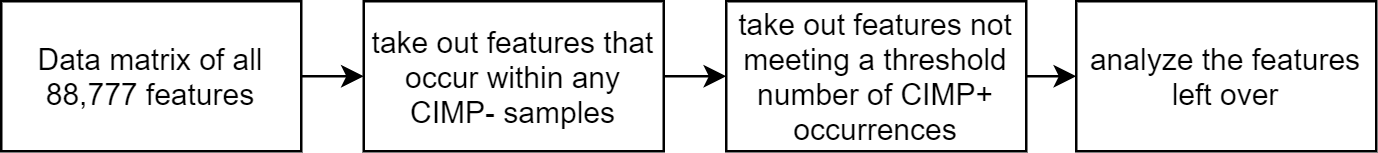 Data matrix of all
88,777 features
take out features that
occur within any
CIMP- samples
take out features not
meeting a threshold
number of CIMP+
occurrences
analyze the features
left over